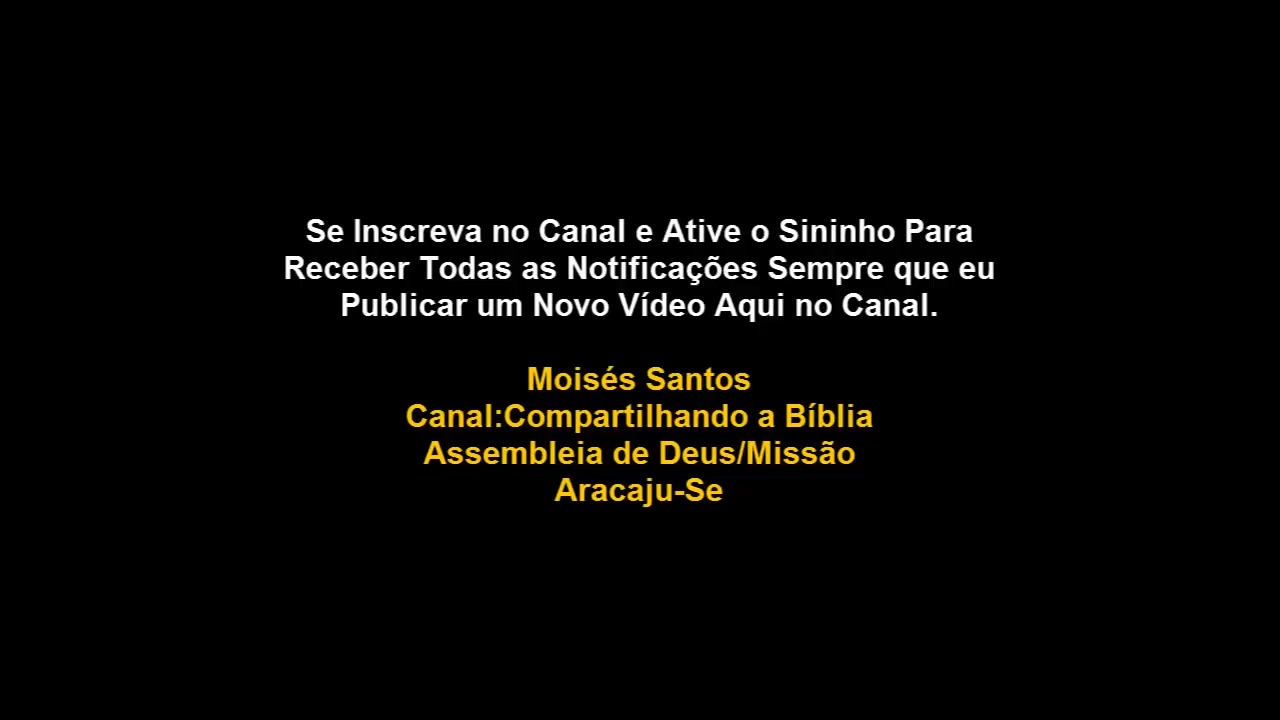 Se Inscreva no Canal e Ative o Sininho Para
Receber Todas as Notificações Sempre que eu
Publicar um Novo Vídeo Aqui no Canal.
Moisés Santos
Canal:Compartilhando a Bíblia
Assembleia de Deus/Missão
Aracaju-Se